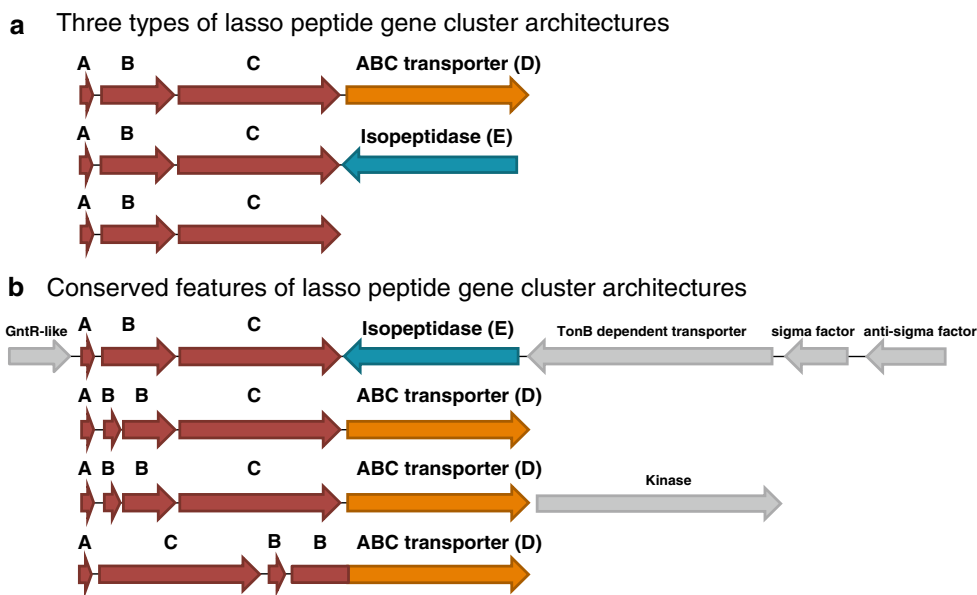 a Three types of lasso peptide gene cluster architectures
A B C ABC transporter (D)
A B C Isopeptidase (E)
A B C
b Conserved features of lasso peptide gene cluster architectures
GntR-like A B C Isopeptidase (E) TonB dependent transporter sigma factor anti-sigma factor
A B B C ABC transporter (D)
A B B C ABC transporter (D) Kinase
A C B B ABC transporter (D)